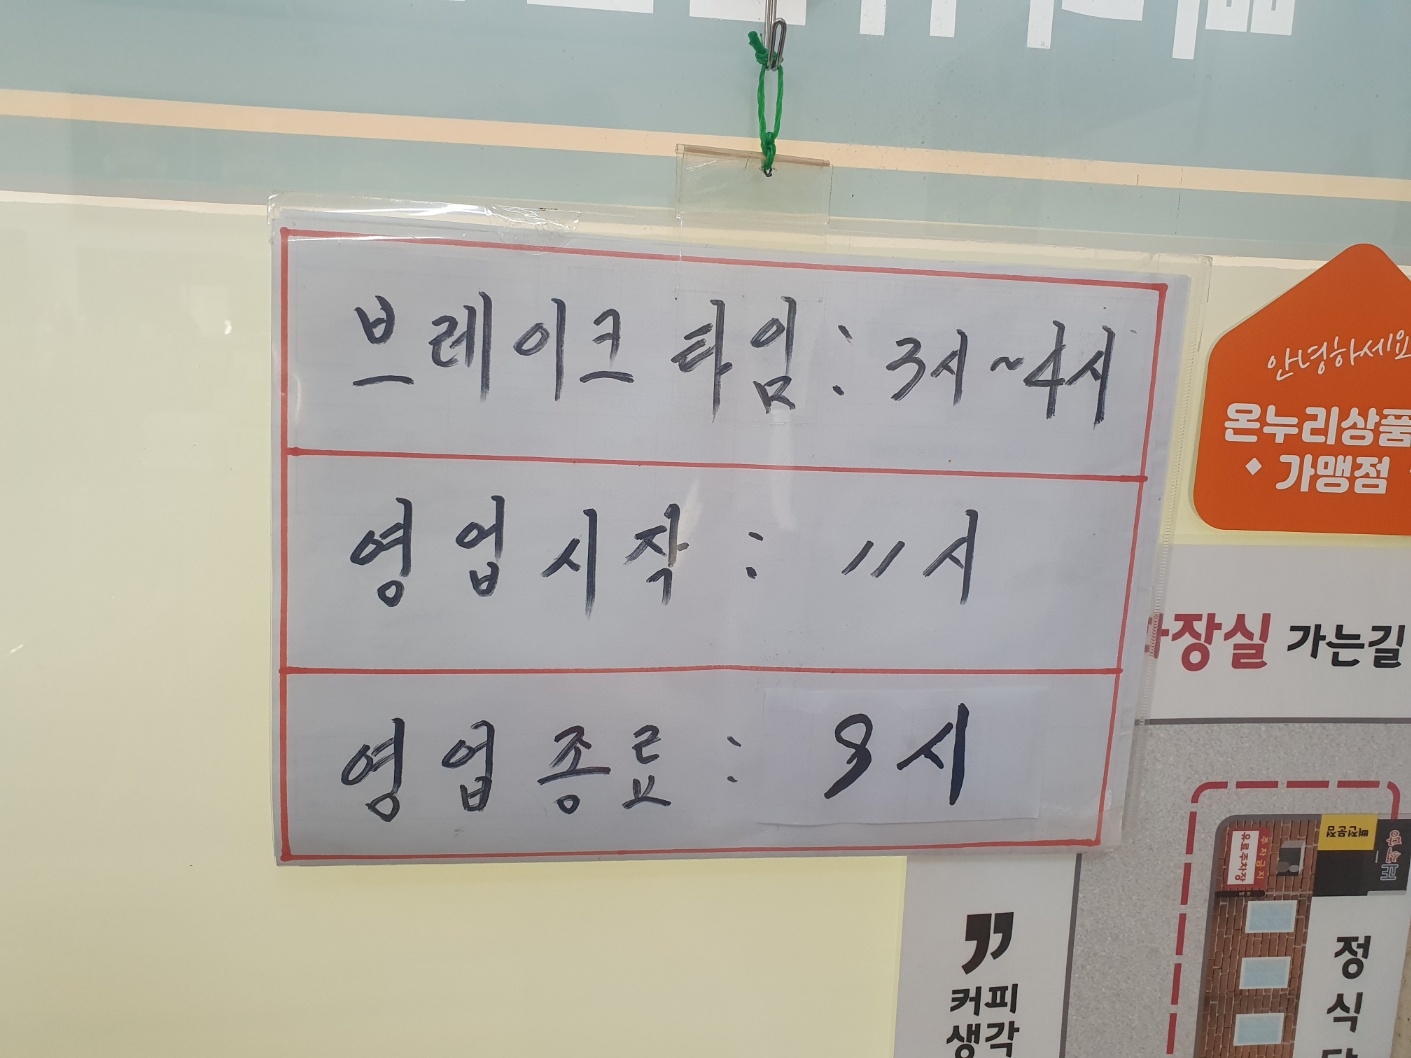 브레이크 타임: 3시~4시
영업시작 : 11시
영업종료: 8시
안녕하세요
온누리상품
가맹점
화장실 가는길
커피
생각
정
식